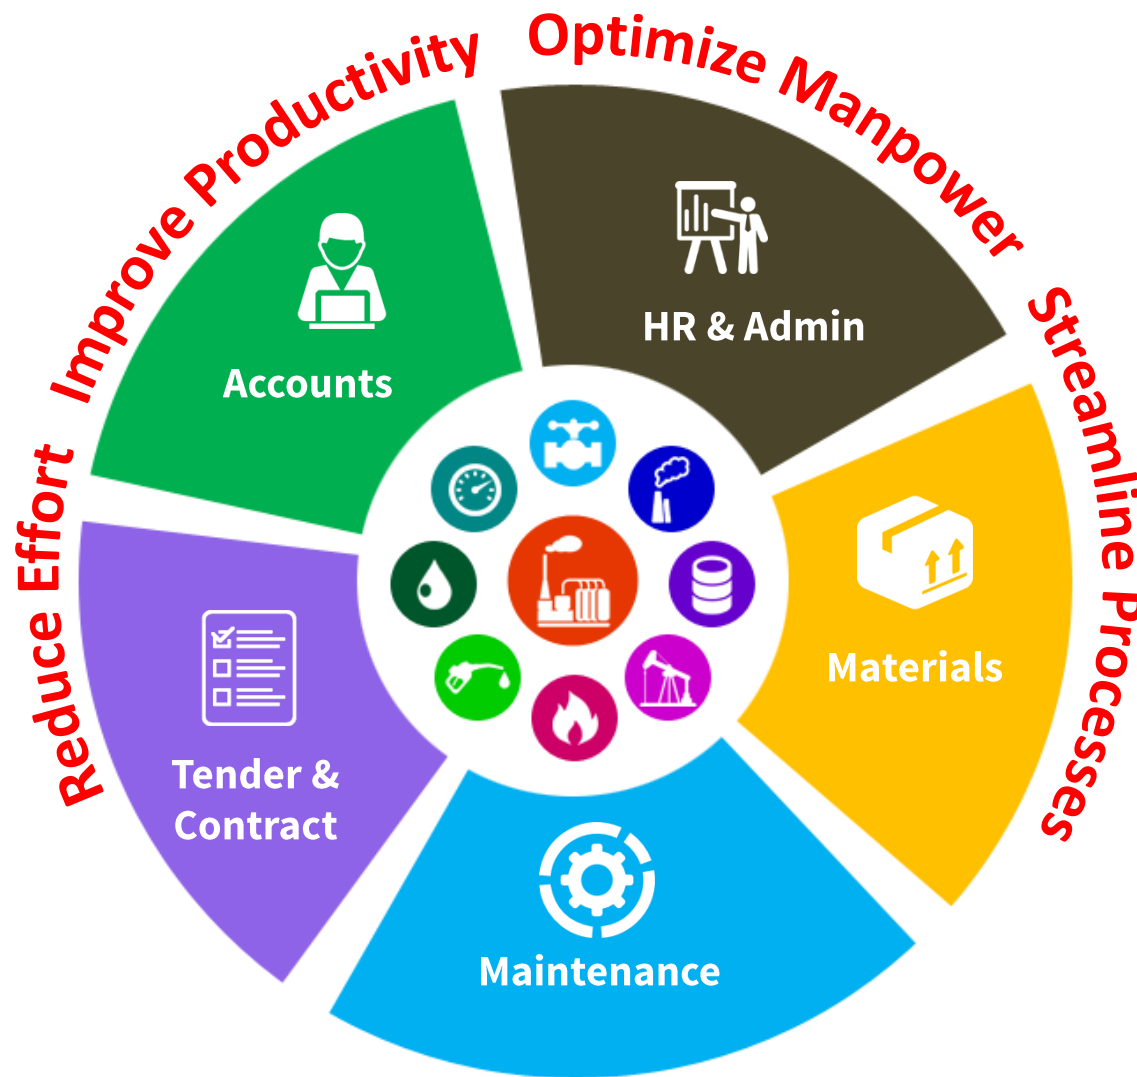 Reduce Effort
Improve Productivity
Optimize Manpower
Streamline Processes
Accounts
HR & Admin
Materials
Maintenance
Tender &
Contract